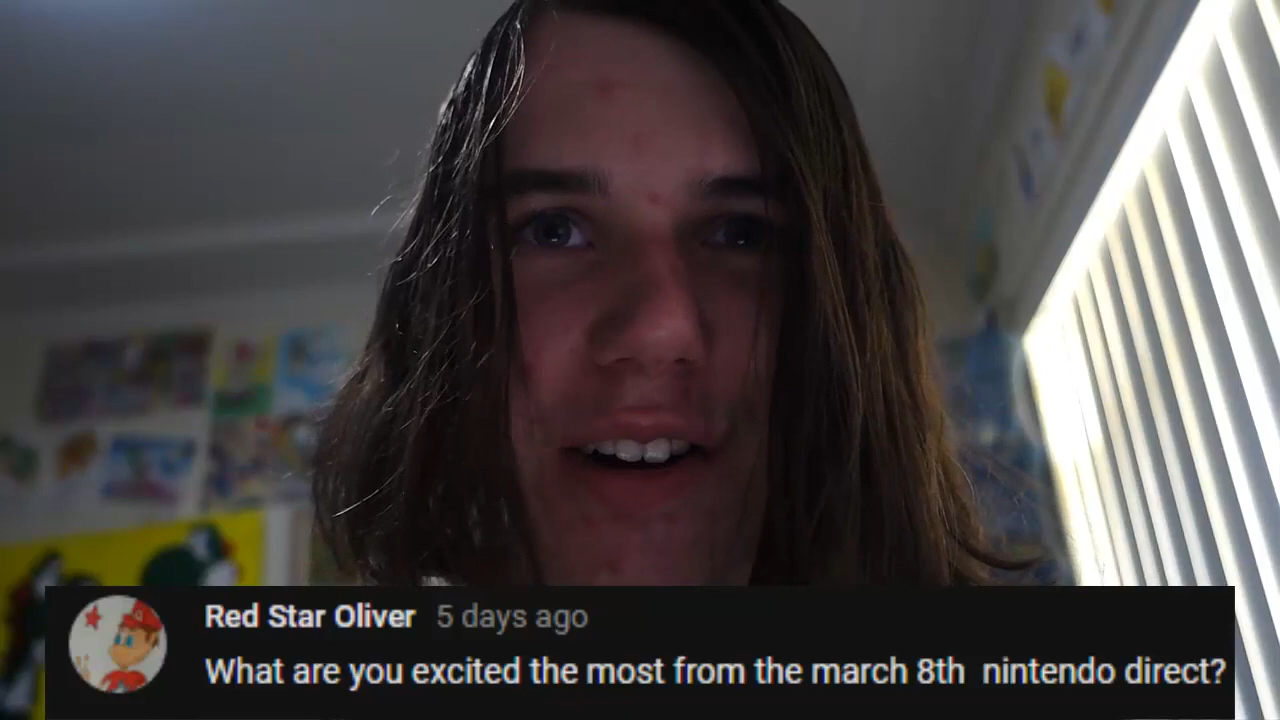 Red Star Oliver 5 days ago
What are you excited the most from the march 8th nintendo direct?